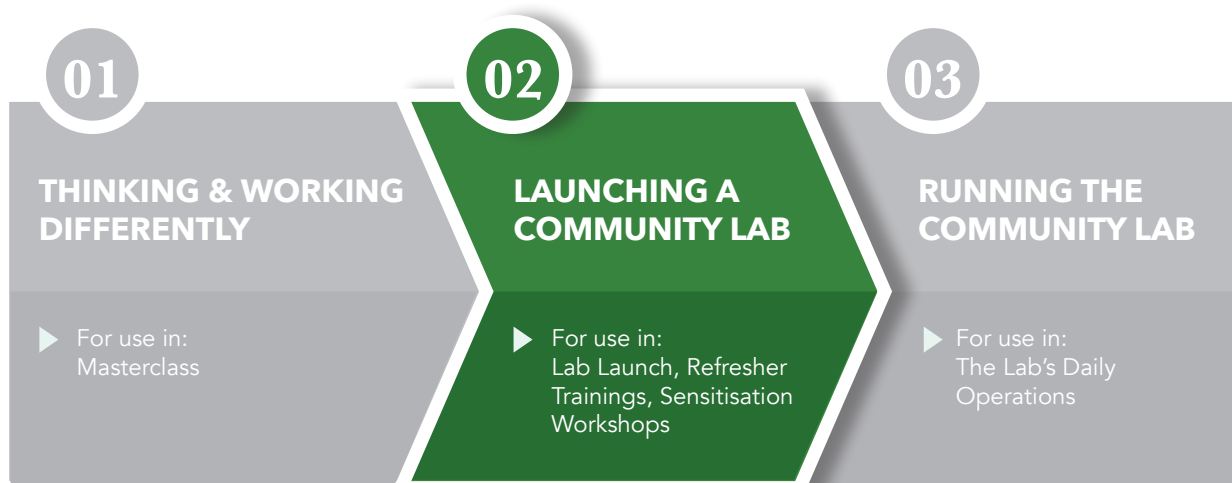 01
THINKING & WORKING
DIFFERENTLY
For use in:
Masterclass
02
LAUNCHING A
COMMUNITY LAB
For use in:
Lab Launch, Refresher
Trainings, Sensitisation
Workshops
03
RUNNING THE
COMMUNITY LAB
For use in:
The Lab's Daily
Operations